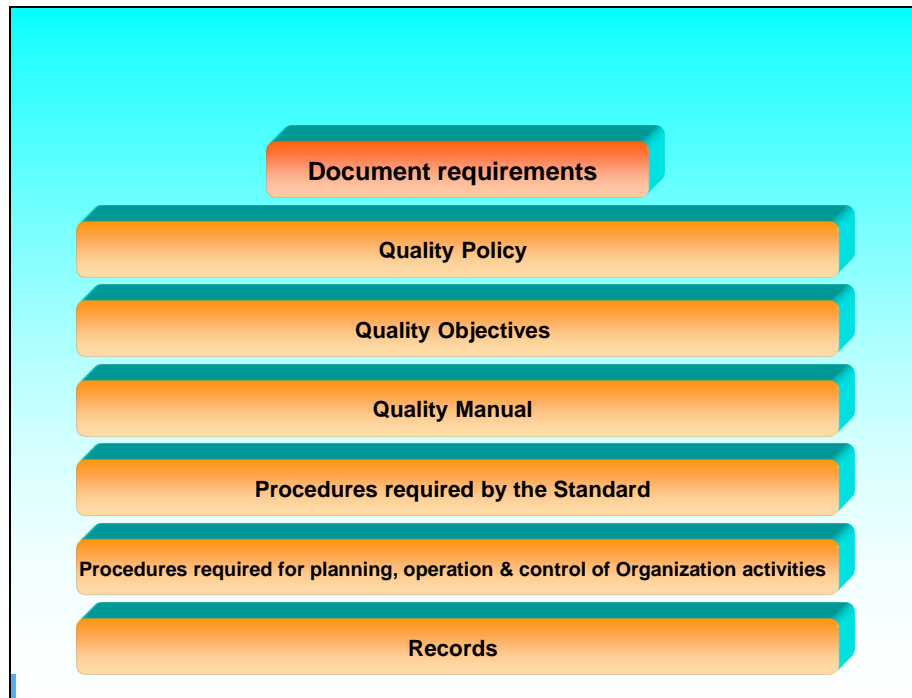 Document requirements
Quality Policy
Quality Objectives
Quality Manual
Procedures required by the Standard
Procedures required for planning, operation & control of Organization activities
Records